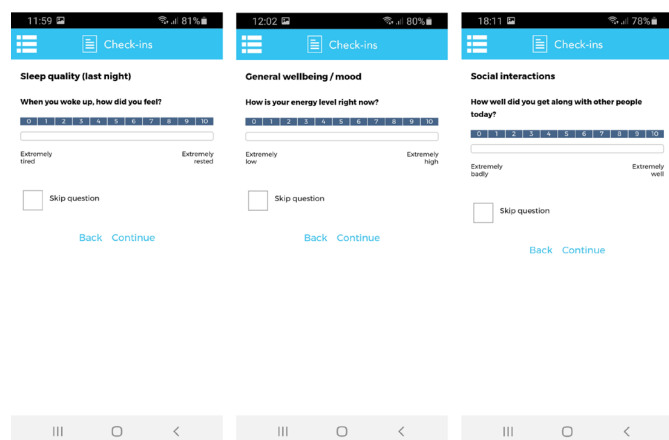 11:59 81%
Check-ins
Sleep quality (last night)
When you woke up, how did you feel?
0 1 2 3 4 5 6 7 8 9 10
Extremely tired
Extremely rested
Skip question
Back Continue
12:02 80%
Check-ins
General wellbeing / mood
How is your energy level right now?
0 1 2 3 4 5 6 7 8 9 10
Extremely low
Extremely high
Skip question
Back Continue
18:11 78%
Check-ins
Social interactions
How well did you get along with other people
today?
0 1 2 3 4 5 6 7 8 9 10
Extremely badly
Extremely well
Skip question
Back Continue